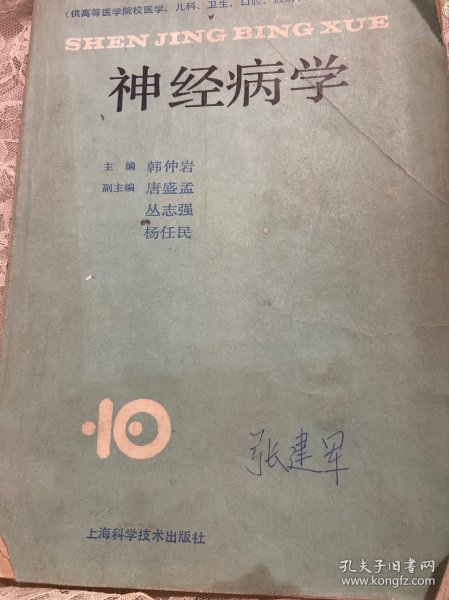 (供高等医学院校医学、儿科、卫生、口腔、
SHEN JING BING XUE
神经病学
主 编 韩仲岩
副主编 唐盛孟
丛志强
杨任民
·10
张建军
上海科学技术出版社
孔夫子旧书网
www.kongfz.com